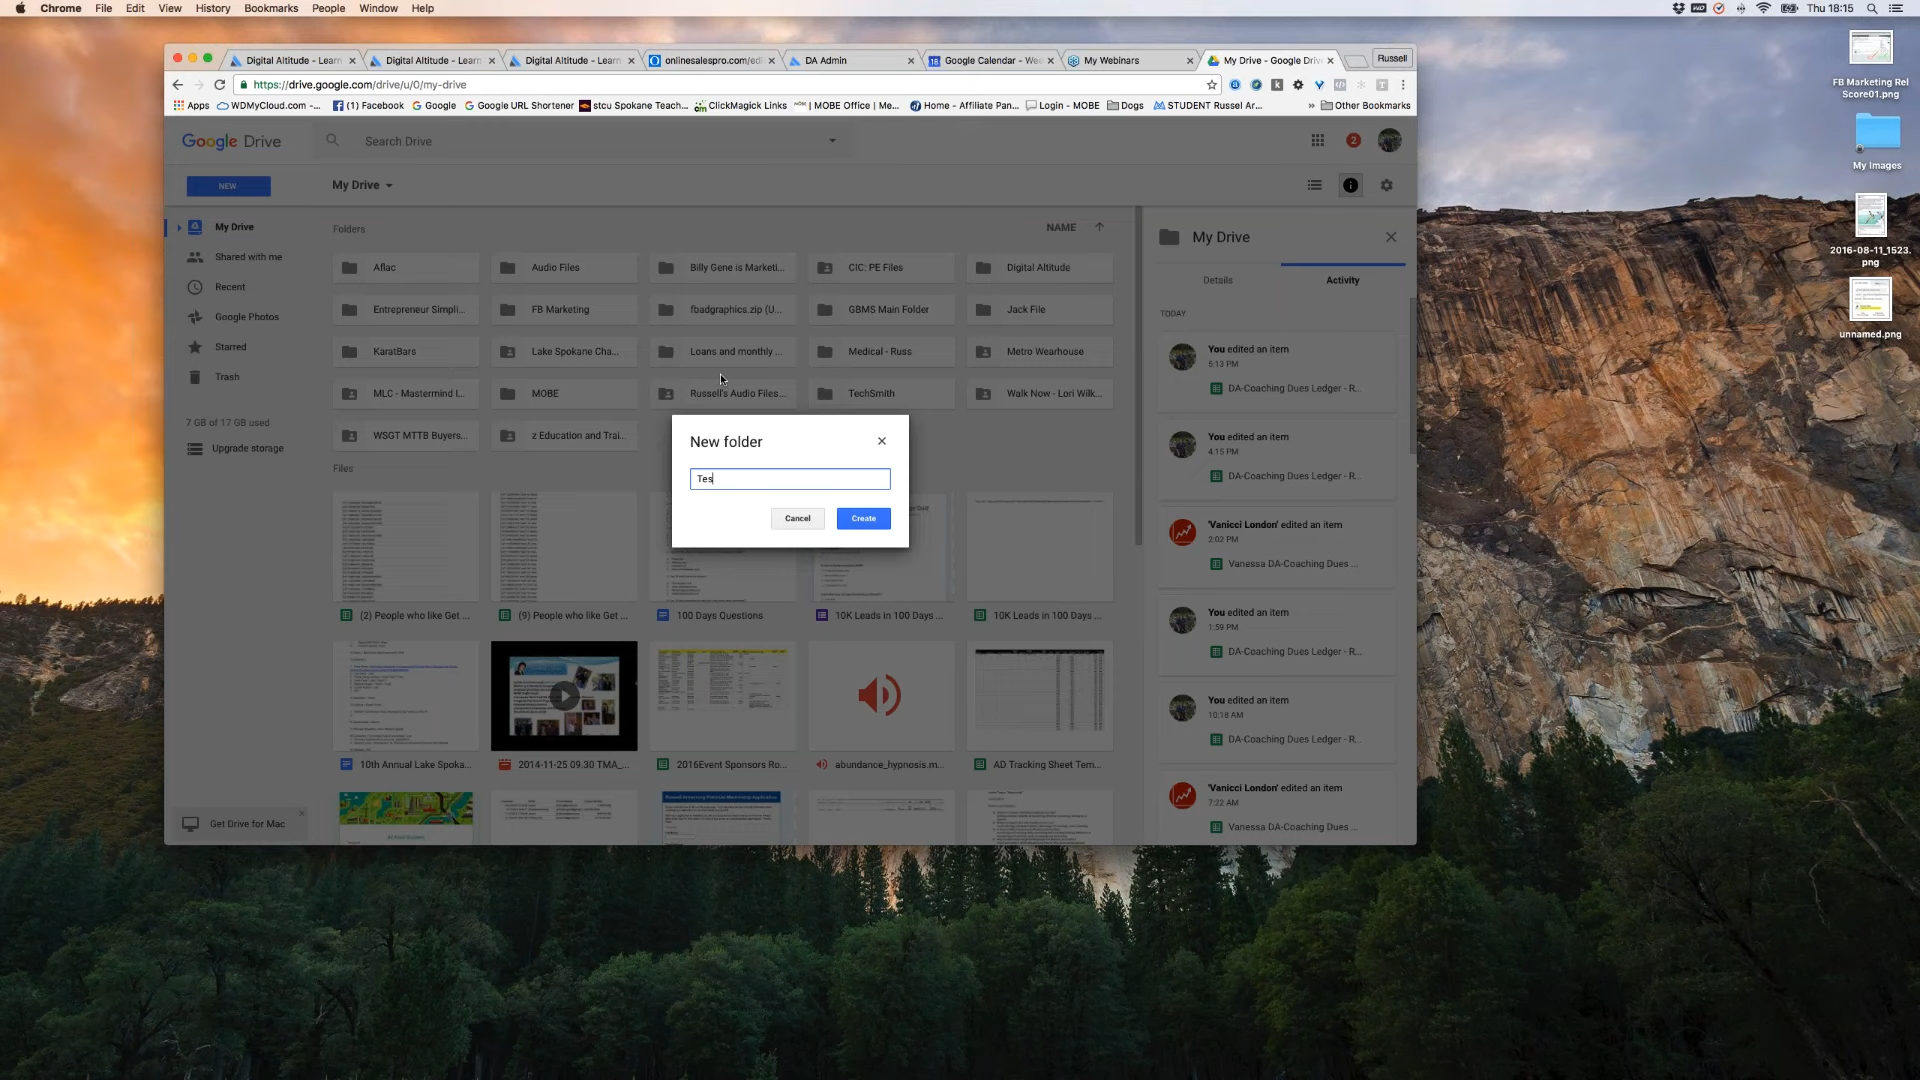 Chrome File Edit View History Bookmarks People Window Help
Thu 18:15
Digital Altitude - Learn
Digital Altitude - Learn
Digital Altitude - Learn
onlinesalespro.com/edi
DA Admin
Google Calendar - Wee
My Webinars
My Drive - Google Driv
Russell
https://drive.google.com/drive/u/0/my-drive
Apps
WDMyCloud.com -...
(1) Facebook
Google
Google URL Shortener
stcu Spokane Teach...
ClickMagick Links
| MOBE Office | Me...
Home - Affiliate Pan...
Login - MOBE
Dogs
STUDENT Russel Ar...
»
Other Bookmarks
Google Drive
Search Drive
2
NEW
My Drive
My Drive
Shared with me
Recent
Google Photos
Starred
Trash
7 GB of 17 GB used
Upgrade storage
Get Drive for Mac
Folders
NAME
Aflac
Audio Files
Billy Gene is Marketi...
CIC: PE Files
Digital Altitude
Entrepreneur Simpli...
FB Marketing
fbadgraphics.zip (U...
GBMS Main Folder
Jack File
KaratBars
Lake Spokane Cha...
Loans and monthly ...
Medical - Russ
Metro Wearhouse
MLC - Mastermind I...
MOBE
Russell's Audio Files...
TechSmith
Walk Now - Lori Wilk...
WSGT MTTB Buyers...
z Education and Trai...
Files
New folder
Tes
Cancel
Create
(2) People who like Get ...
(9) People who like Get ...
100 Days Questions
10K Leads in 100 Days ...
10K Leads in 100 Days ...
10th Annual Lake Spoka...
2014-11-25 09.30 TMA_...
2016Event Sponsors Ro...
abundance_hypnosis.m...
AD Tracking Sheet Tem...
My Drive
Details
Activity
TODAY
You edited an item
5:13 PM
DA-Coaching Dues Ledger - R...
You edited an item
4:15 PM
DA-Coaching Dues Ledger - R...
'Vanicci London' edited an item
2:02 PM
Vanessa DA-Coaching Dues ...
You edited an item
1:59 PM
DA-Coaching Dues Ledger - R...
You edited an item
10:18 AM
DA-Coaching Dues Ledger - R...
'Vanicci London' edited an item
7:22 AM
Vanessa DA-Coaching Dues ...
FB Marketing Rel
Score01.png
My Images
2016-08-11_1523.
png
unnamed.png